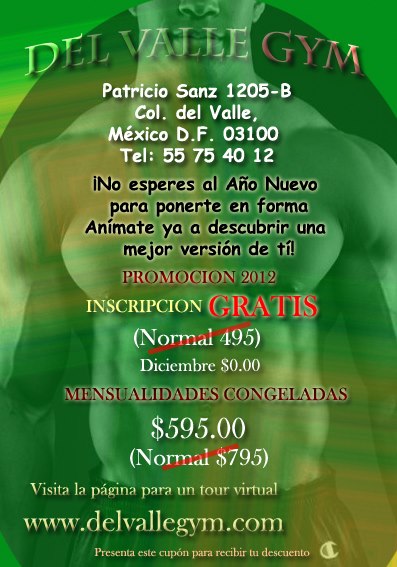 DEL VALLE GYM
Patricio Sanz 1205-B
Col. del Valle,
México D.F. 03100
Tel: 55 75 40 12
¡No esperes al Año Nuevo
para ponerte en forma
Anímate ya a descubrir una
mejor versión de tí!
PROMOCION 2012
INSCRIPCION GRATIS
(Normal 495)
Diciembre $0.00
MENSUALIDADES CONGELADAS
$595.00
(Normal $795)
Visita la página para un tour virtual
www.delvallegym.com
Presenta este cupón para recibir tu descuento